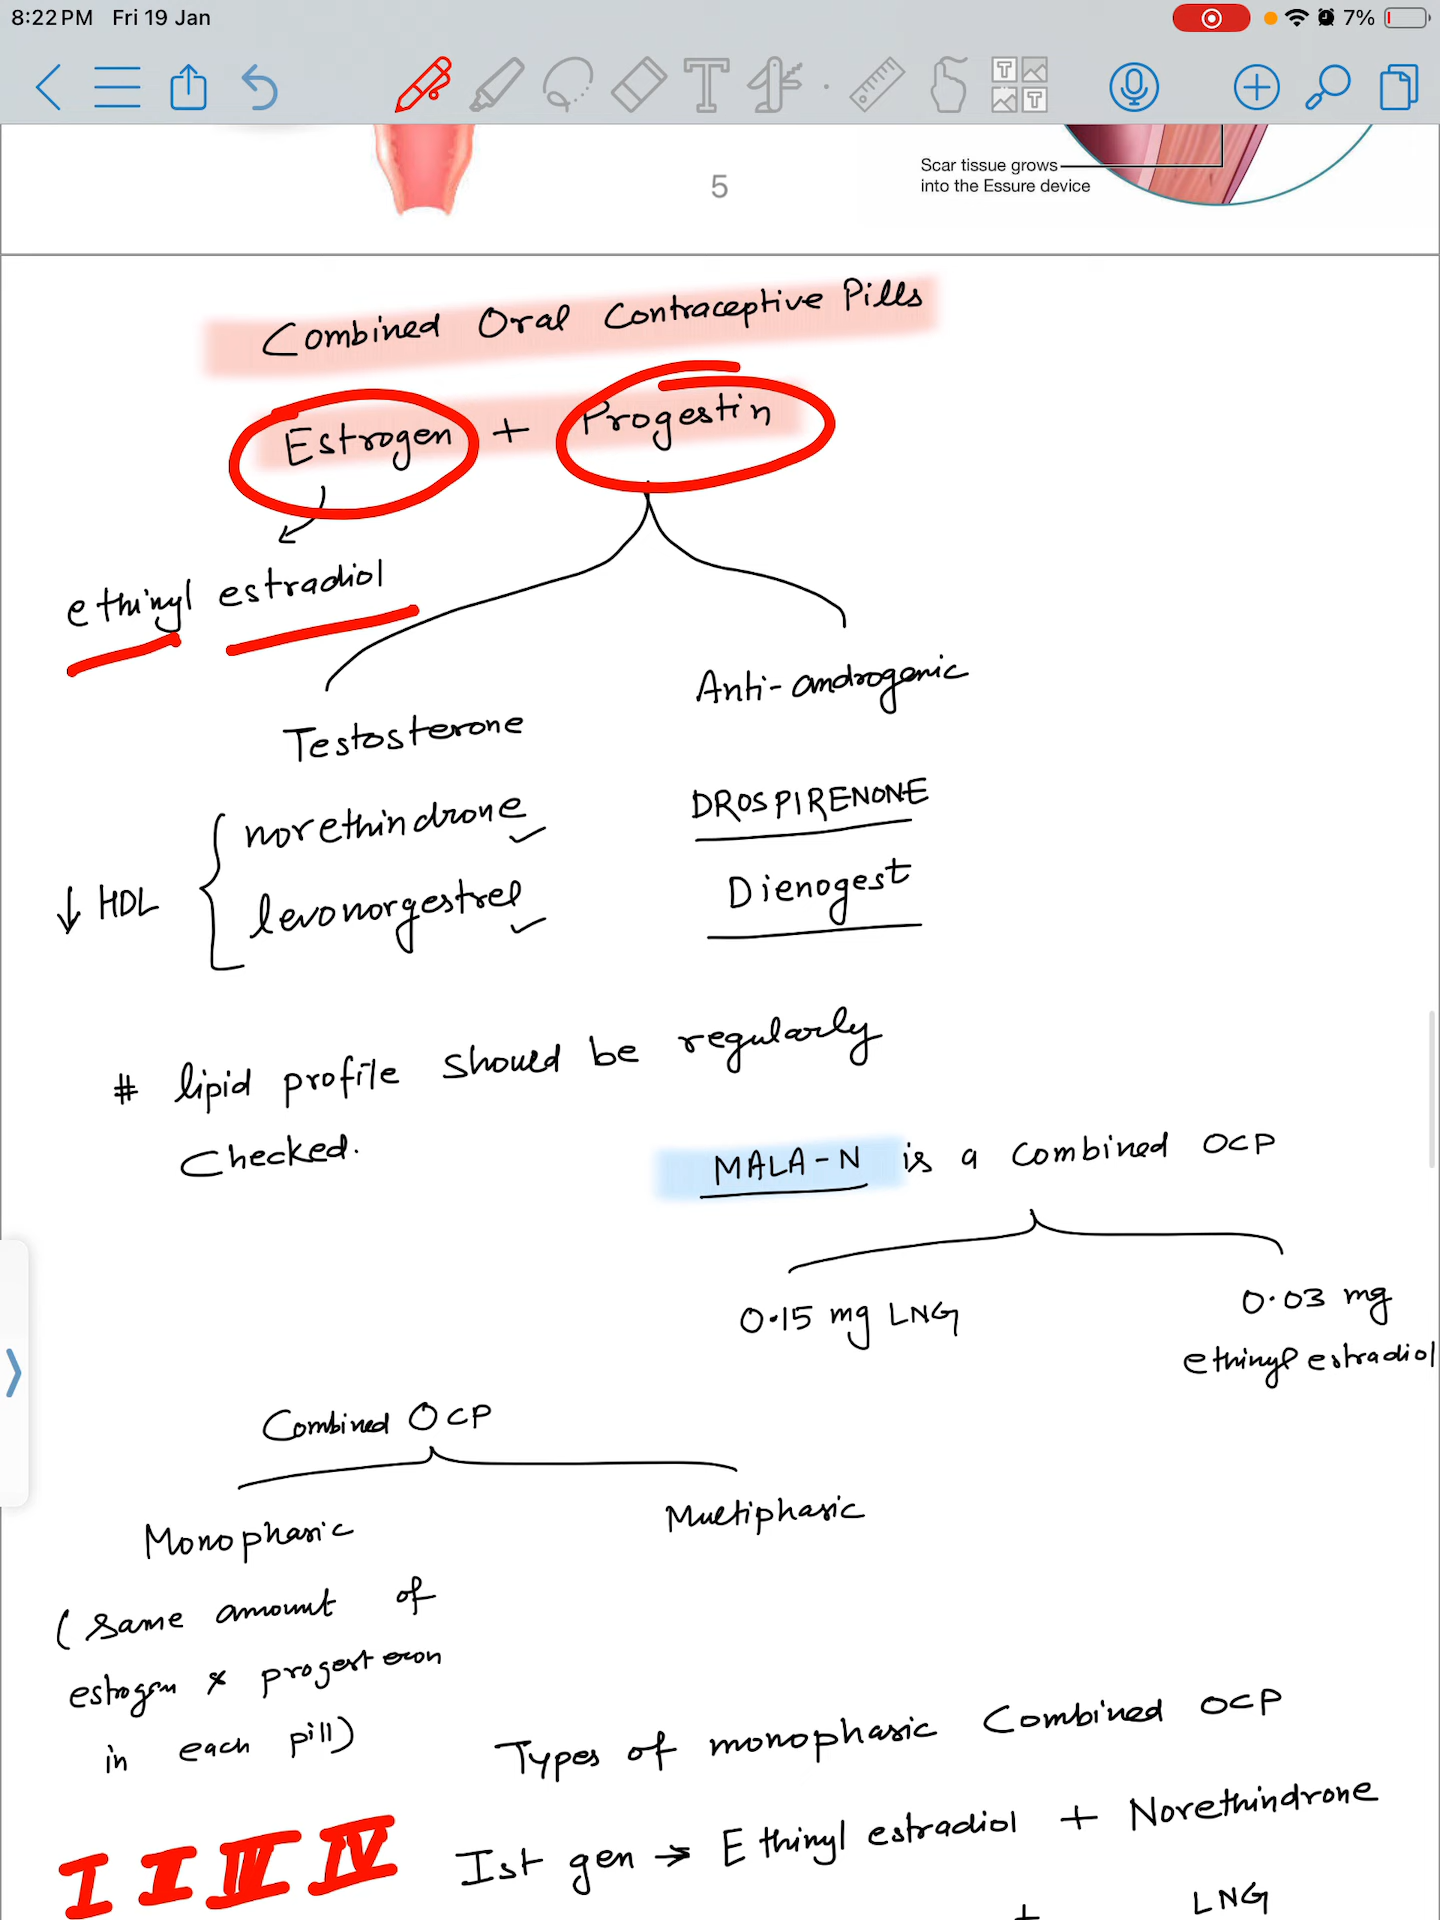 8:22 PM Fri 19 Jan
7%
Scar tissue grows
into the Essure device
5
Combined Oral Contraceptive Pills
Estrogen + Progestin
ethinyl estradiol
Testosterone
Anti-androgenic
norethindrone
DROSPIRENONE
↓ HDL
levonorgestrel
Dienogest
# lipid profile should be regularly
Checked.
MALA-N is a combined OCP
0.15 mg LNG
0.03 mg
ethinyl estradiol
Combined OCP
Monophasic
Multiphasic
(same amount of
estrogen & progesteron
in each pill)
Types of monophasic Combined OCP
I II III IV
Ist gen → Ethinyl estradiol + Norethindrone
+ LNG